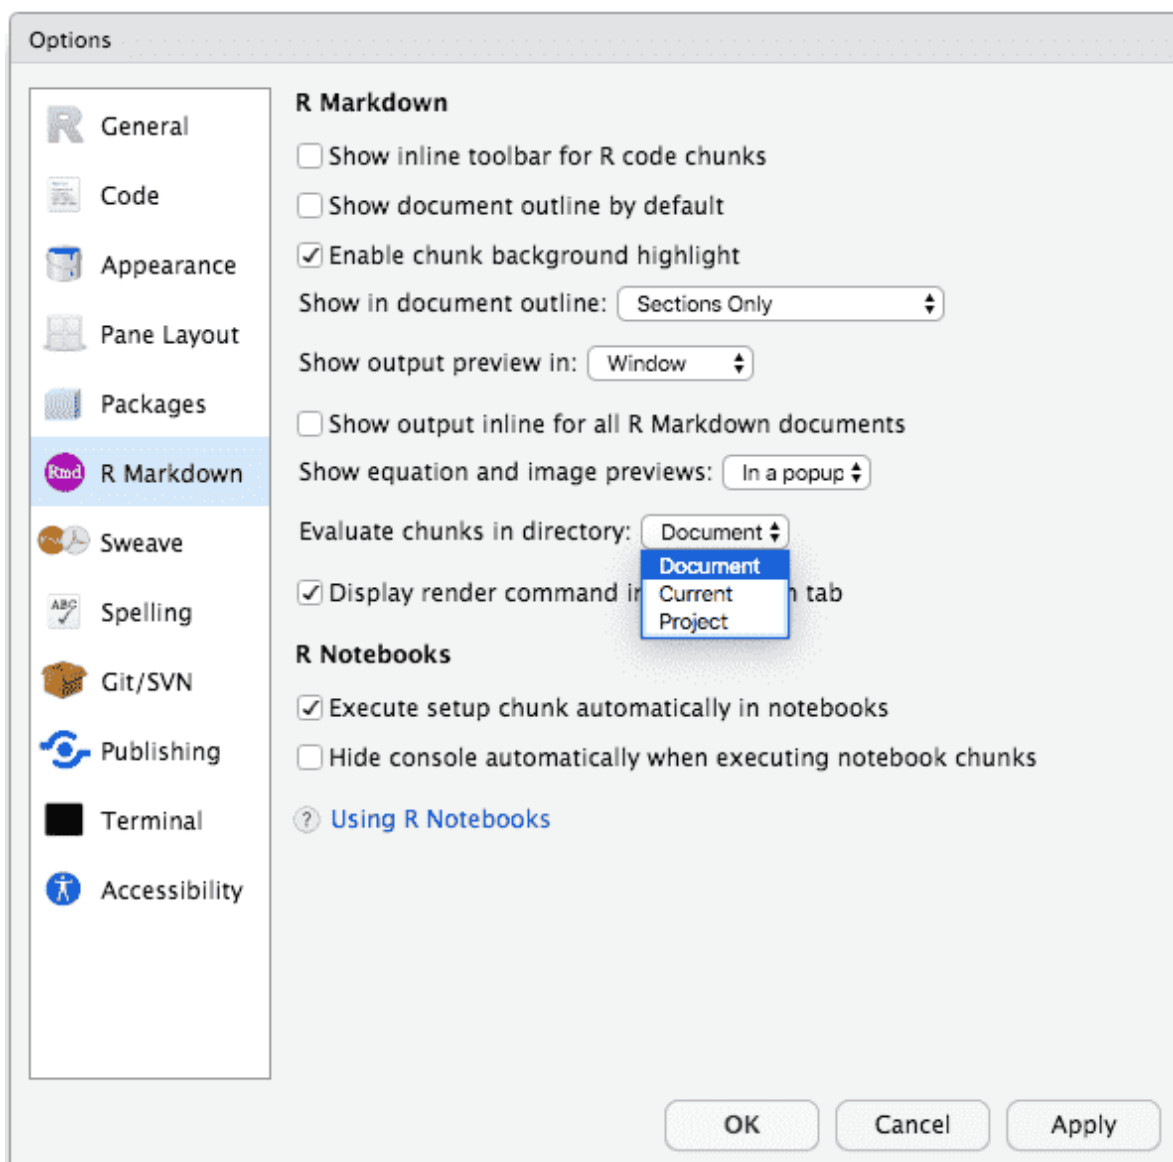 Options
General
Code
Appearance
Pane Layout
Packages
Rmd R Markdown
Sweave
ABC Spelling
Git/SVN
Publishing
Terminal
Accessibility
R Markdown
Show inline toolbar for R code chunks
Show document outline by default
Enable chunk background highlight
Show in document outline: Sections Only
Show output preview in: Window
Show output inline for all R Markdown documents
Show equation and image previews: In a popup
Evaluate chunks in directory: Document
Document
Current
Project
Display render command tab
R Notebooks
Execute setup chunk automatically in notebooks
Hide console automatically when executing notebook chunks
? Using R Notebooks
OK Cancel Apply